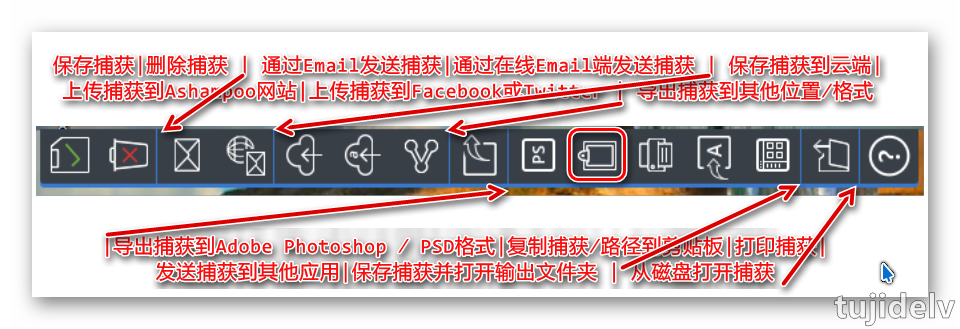 保存捕获|删除捕获 | 通过Email发送捕获|通过在线Email端发送捕获 | 保存捕获到云端|
上传捕获到Ashampoo网站|上传捕获到Facebook或Twitter | 导出捕获到其他位置/格式
PS
A
?
|导出捕获到Adobe Photoshop / PSD格式|复制捕获/路径到剪贴板|打印捕获|
发送捕获到其他应用|保存捕获并打开输出文件夹 | 从磁盘打开捕获
tujidelv